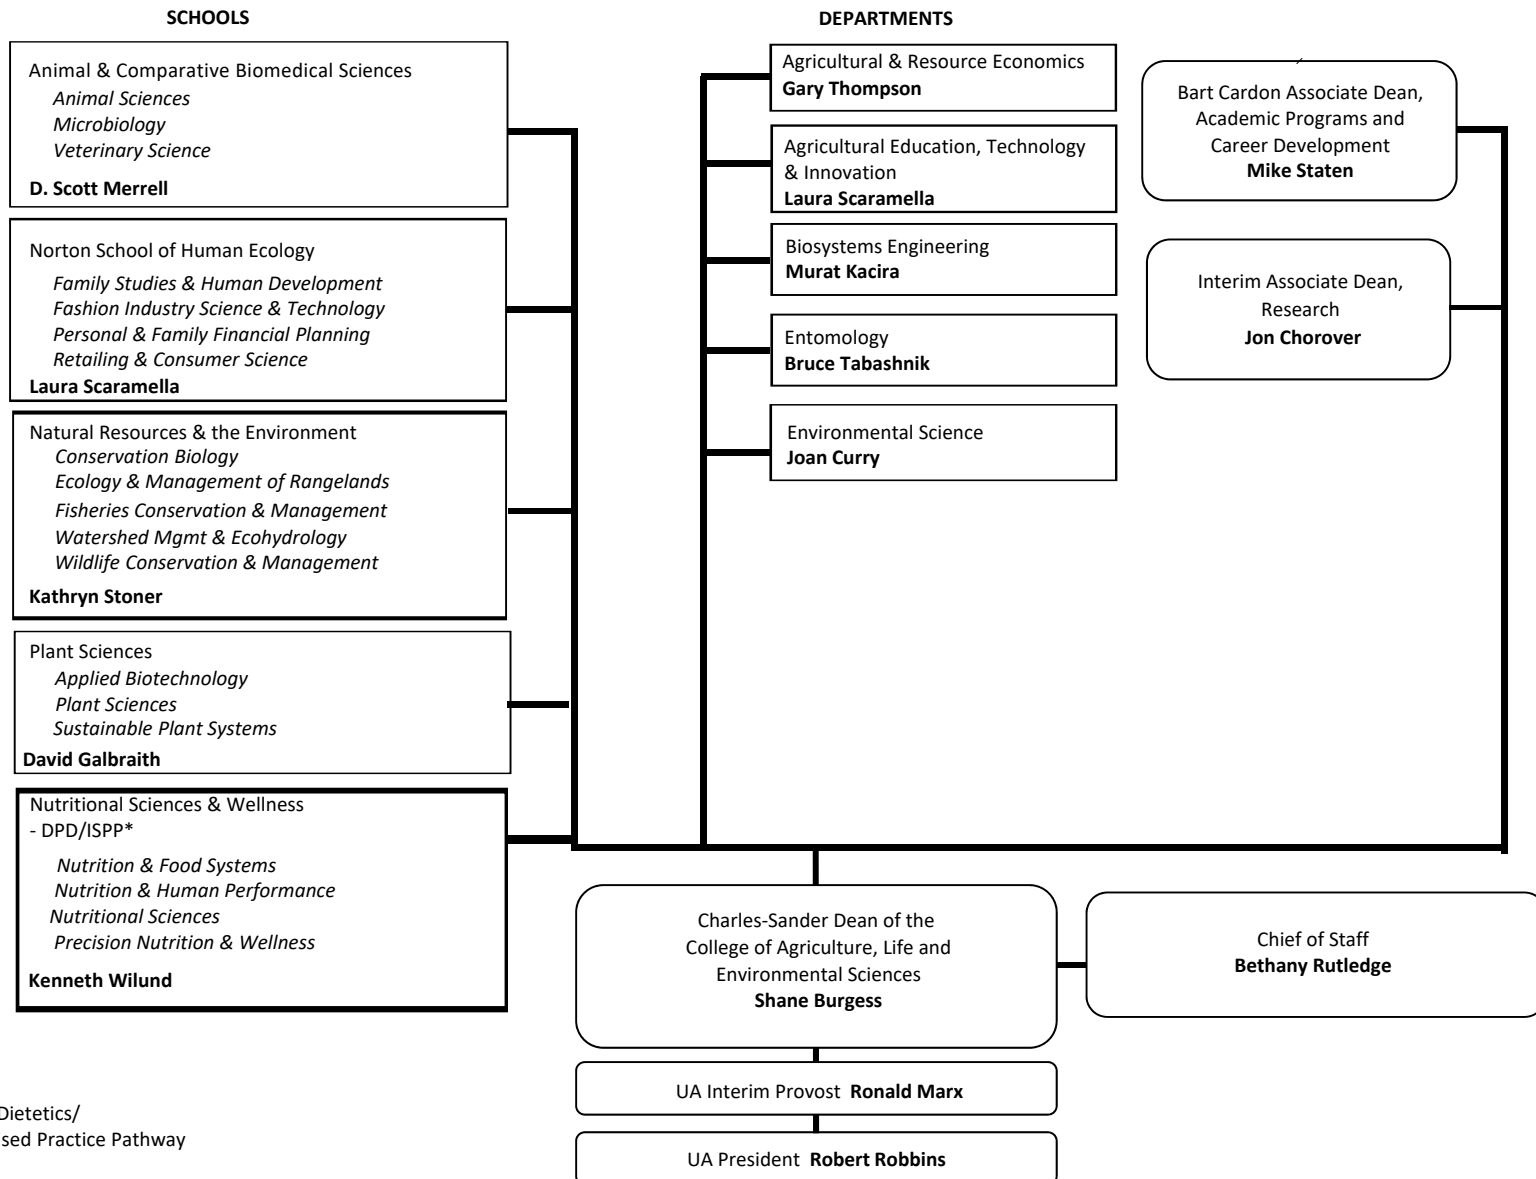 SCHOOLS
Animal & Comparative Biomedical Sciences
Animal Sciences
Microbiology
Veterinary Science
D. Scott Merrell
Norton School of Human Ecology
Family Studies & Human Development
Fashion Industry Science & Technology
Personal & Family Financial Planning
Retailing & Consumer Science
Laura Scaramella
Natural Resources & the Environment
Conservation Biology
Ecology & Management of Rangelands
Fisheries Conservation & Management
Watershed Mgmt & Ecohydrology
Wildlife Conservation & Management
Kathryn Stoner
Plant Sciences
Applied Biotechnology
Plant Sciences
Sustainable Plant Systems
David Galbraith
Nutritional Sciences & Wellness
- DPD/ISPP*
Nutrition & Food Systems
Nutrition & Human Performance
Nutritional Sciences
Precision Nutrition & Wellness
Kenneth Wilund
DEPARTMENTS
Agricultural & Resource Economics
Gary Thompson
Agricultural Education, Technology
& Innovation
Laura Scaramella
Biosystems Engineering
Murat Kacira
Entomology
Bruce Tabashnik
Environmental Science
Joan Curry
Bart Cardon Associate Dean,
Academic Programs and
Career Development
Mike Staten
Interim Associate Dean,
Research
Jon Chorover
Charles-Sander Dean of the
College of Agriculture, Life and
Environmental Sciences
Shane Burgess
Chief of Staff
Bethany Rutledge
UA Interim Provost Ronald Marx
UA President Robert Robbins
Dietetics/
sed Practice Pathway